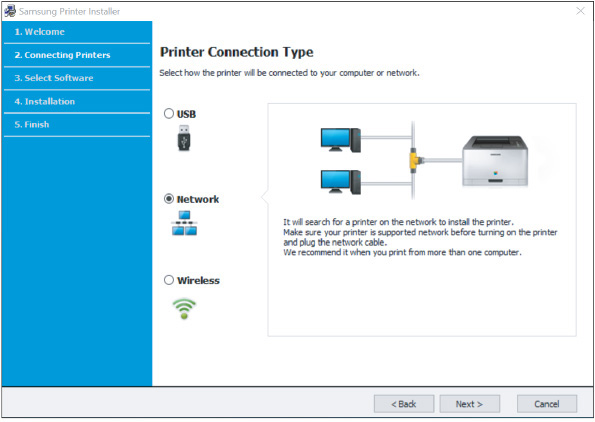 Samsung Printer Installer
1. Welcome
2. Connecting Printers
3. Select Software
4. Installation
5. Finish
Printer Connection Type
Select how the printer will be connected to your computer or network.
USB
Network
Wireless
It will search for a printer on the network to install the printer.
Make sure your printer is supported network before turning on the printer
and plug the network cable.
We recommend it when you print from more than one computer.
< Back
Next >
Cancel